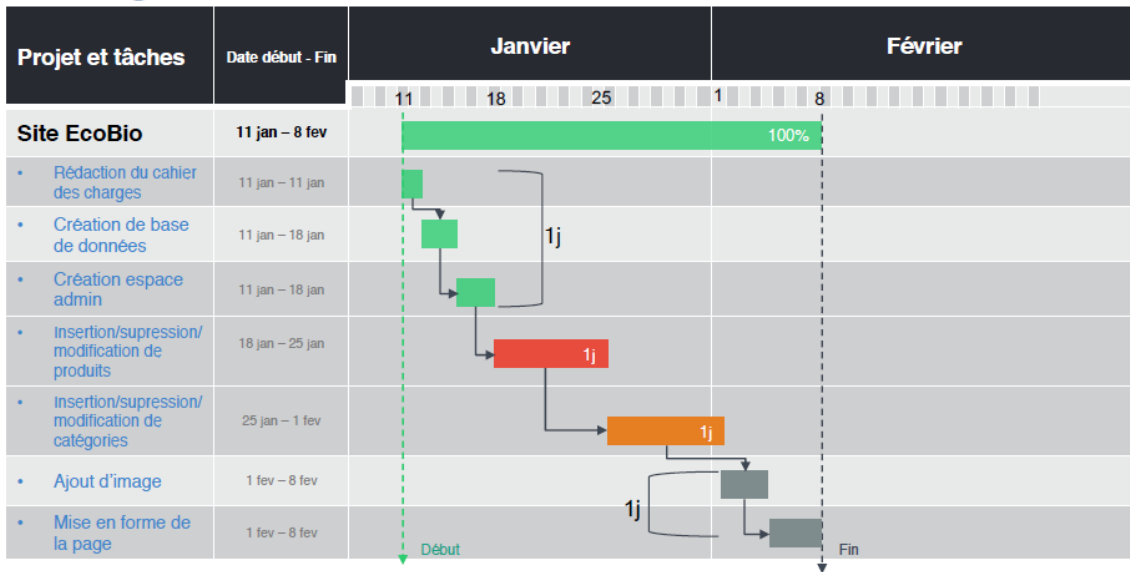 Projet et tâches
Date début - Fin
Janvier
Février
11
18
25
1
8
Site EcoBio
11 jan – 8 fev
100%
• Rédaction du cahier
des charges
11 jan – 11 jan
• Création de base
de données
11 jan – 18 jan
1j
• Création espace
admin
11 jan – 18 jan
• Insertion/supression/
modification de
produits
18 jan – 25 jan
1j
• Insertion/supression/
modification de
catégories
25 jan – 1 fev
1j
• Ajout d'image
1 fev – 8 fev
1j
• Mise en forme de
la page
1 fev – 8 fev
Début
Fin